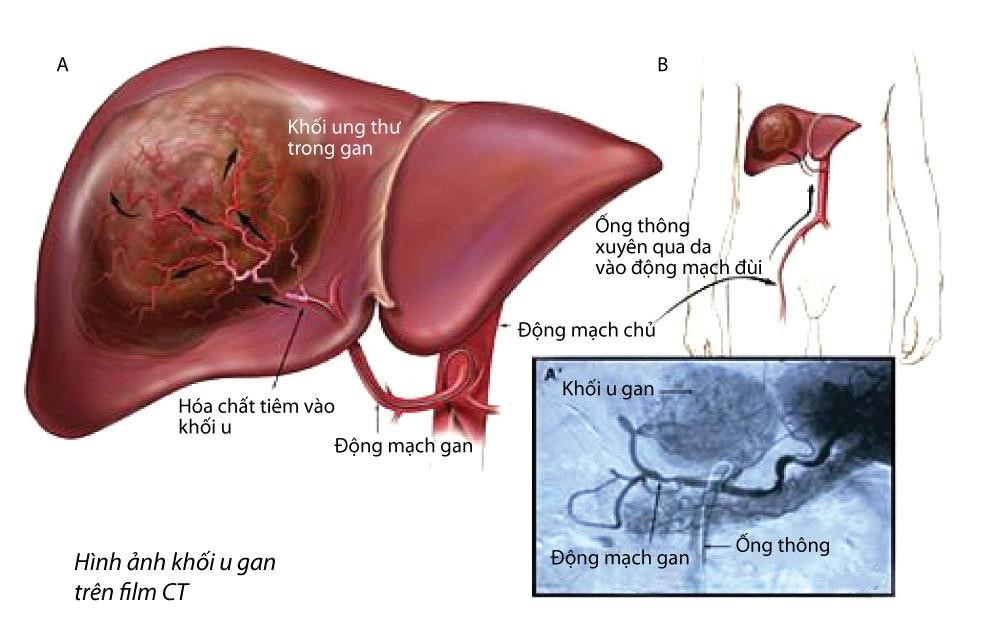 A
B
Khối ung thư
trong gan
Ống thông
xuyên qua da
vào động mạch đùi
Động mạch chủ
Hóa chất tiêm vào
khối u
Động mạch gan
A'
Khối u gan
Động mạch gan
Ống thông
Hình ảnh khối u gan
trên film CT